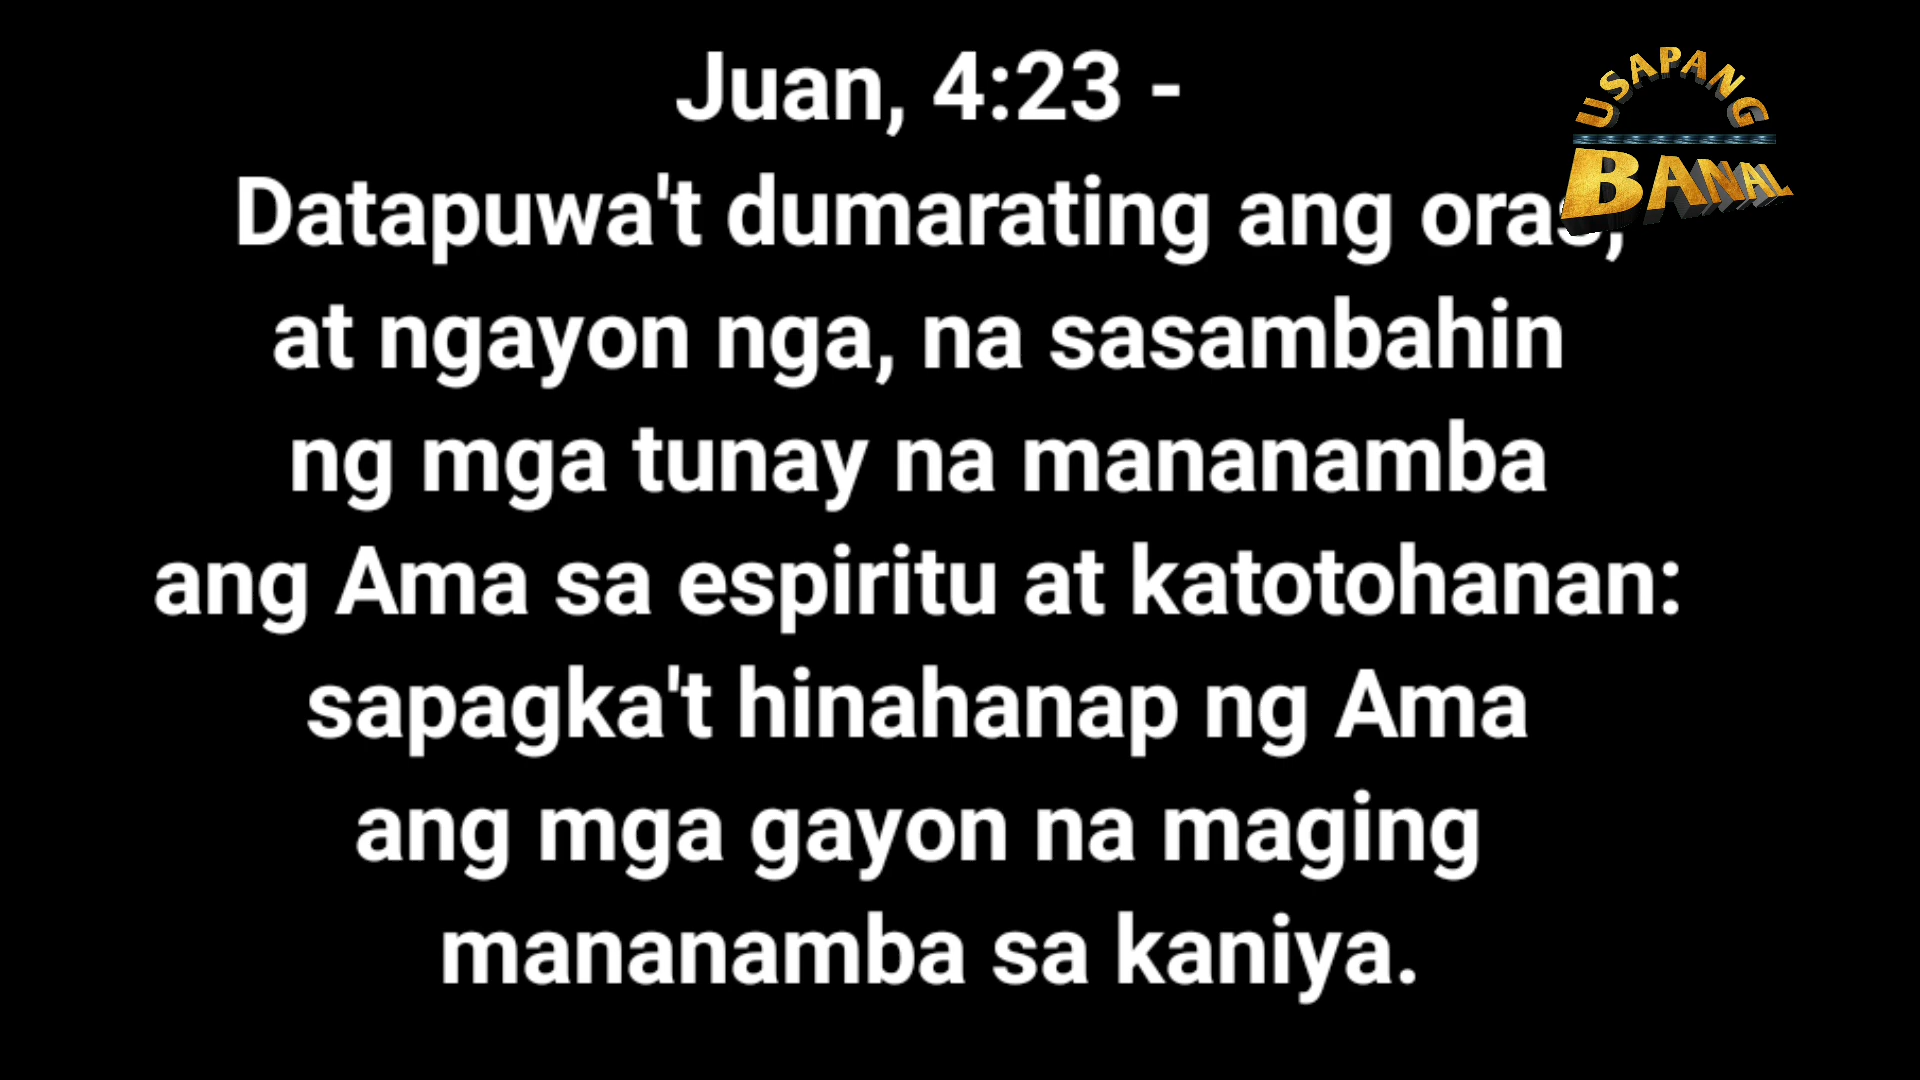 Juan, 4:23 -
Datapuwa't dumarating ang oras,
at ngayon nga, na sasambahin
ng mga tunay na mananamba
ang Ama sa espiritu at katotohanan:
sapagka't hinahanap ng Ama
ang mga gayon na maging
mananamba sa kaniya.
USAPANG
BANAL